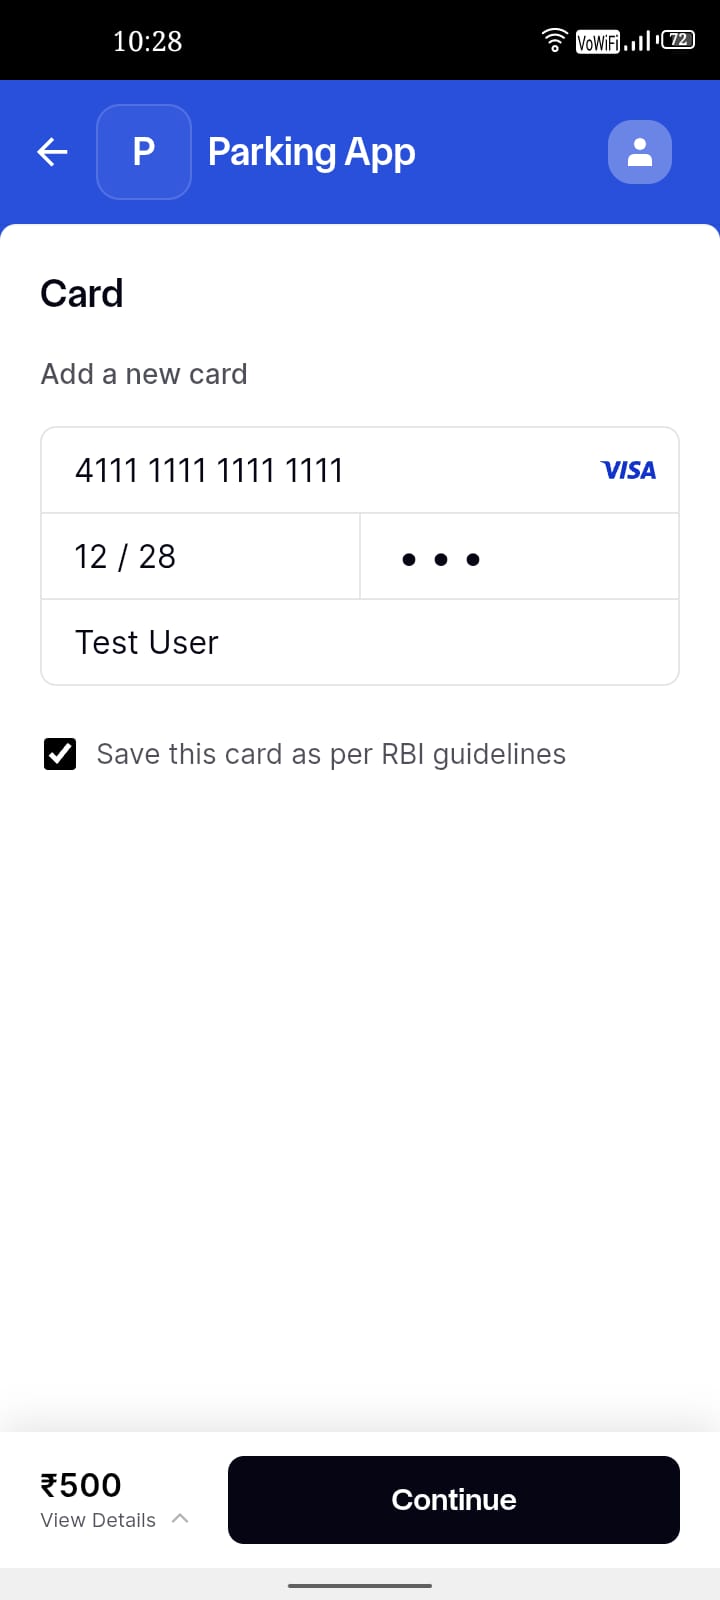 10:28
VoWiFi 72
P Parking App
Card
Add a new card
4111 1111 1111 1111 VISA
12 / 28 • • •
Test User
Save this card as per RBI guidelines
₹500
View Details
Continue